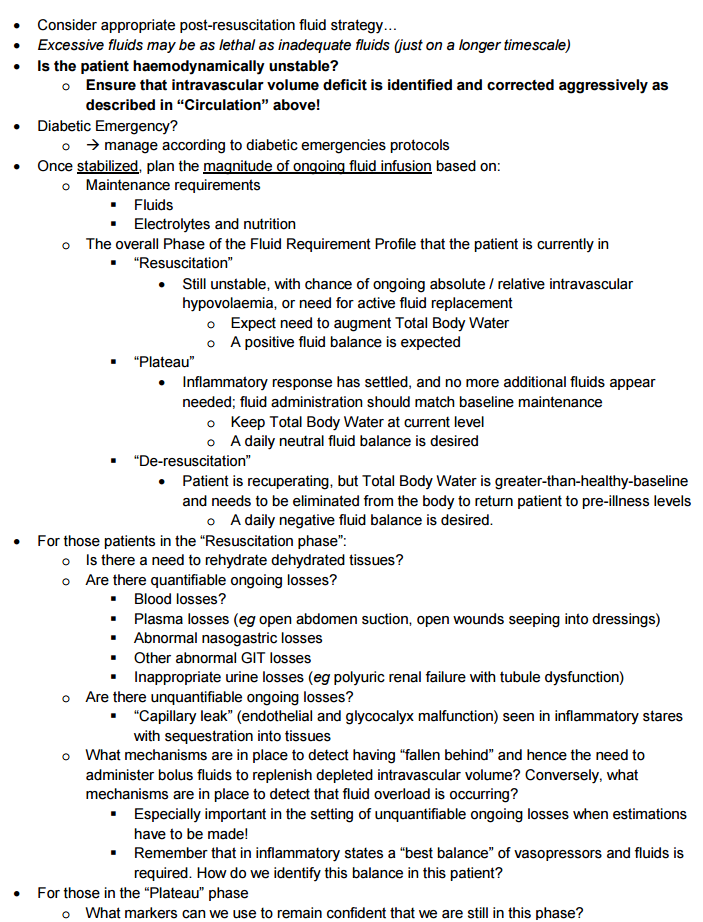 • Consider appropriate post-resuscitation fluid strategy…
• Excessive fluids may be as lethal as inadequate fluids (just on a longer timescale)
• Is the patient haemodynamically unstable?
o Ensure that intravascular volume deficit is identified and corrected aggressively as
described in “Circulation” above!
• Diabetic Emergency?
o → manage according to diabetic emergencies protocols
• Once stabilized, plan the magnitude of ongoing fluid infusion based on:
o Maintenance requirements
▪ Fluids
▪ Electrolytes and nutrition
o The overall Phase of the Fluid Requirement Profile that the patient is currently in
▪ “Resuscitation”
• Still unstable, with chance of ongoing absolute / relative intravascular
hypovolaemia, or need for active fluid replacement
o Expect need to augment Total Body Water
o A positive fluid balance is expected
▪ “Plateau”
• Inflammatory response has settled, and no more additional fluids appear
needed; fluid administration should match baseline maintenance
o Keep Total Body Water at current level
o A daily neutral fluid balance is desired
▪ “De-resuscitation”
• Patient is recuperating, but Total Body Water is greater-than-healthy-baseline
and needs to be eliminated from the body to return patient to pre-illness levels
o A daily negative fluid balance is desired.
• For those patients in the “Resuscitation phase”:
o Is there a need to rehydrate dehydrated tissues?
o Are there quantifiable ongoing losses?
▪ Blood losses?
▪ Plasma losses (eg open abdomen suction, open wounds seeping into dressings)
▪ Abnormal nasogastric losses
▪ Other abnormal GIT losses
▪ Inappropriate urine losses (eg polyuric renal failure with tubule dysfunction)
o Are there unquantifiable ongoing losses?
▪ “Capillary leak” (endothelial and glycocalyx malfunction) seen in inflammatory stares
with sequestration into tissues
o What mechanisms are in place to detect having “fallen behind” and hence the need to
administer bolus fluids to replenish depleted intravascular volume? Conversely, what
mechanisms are in place to detect that fluid overload is occurring?
▪ Especially important in the setting of unquantifiable ongoing losses when estimations
have to be made!
▪ Remember that in inflammatory states a “best balance” of vasopressors and fluids is
required. How do we identify this balance in this patient?
• For those in the “Plateau” phase
o What markers can we use to remain confident that we are still in this phase?